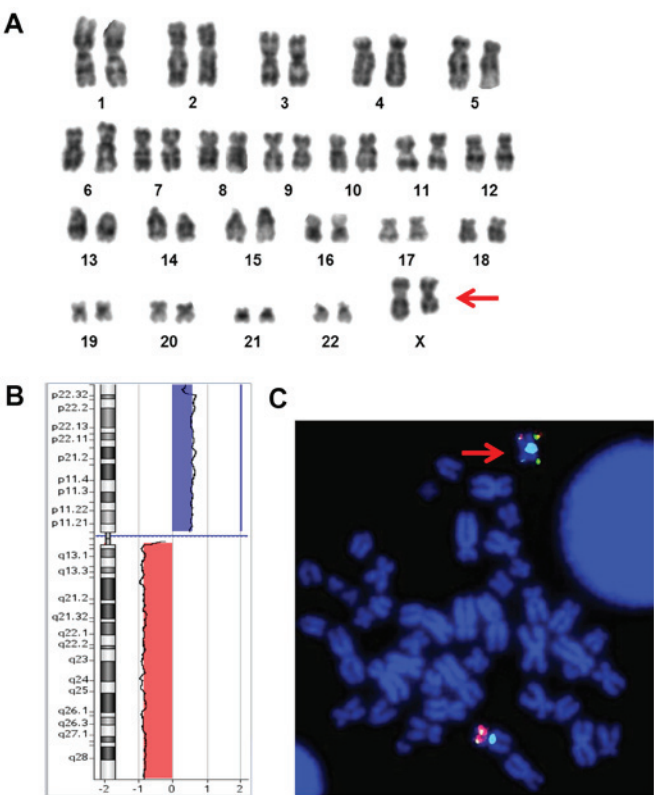 A
1 2 3 4 5
6 7 8 9 10 11 12
13 14 15 16 17 18
19 20 21 22 X
B
p22.32
p22.2
p22.13
p22.11
p21.2
p11.4
p11.3
p11.22
p11.21
q13.1
q13.3
q21.2
q21.32
q22.1
q22.2
q23
q24
q25
q26.1
q26.3
q27.1
q28
-2 -1 0 1 2
C